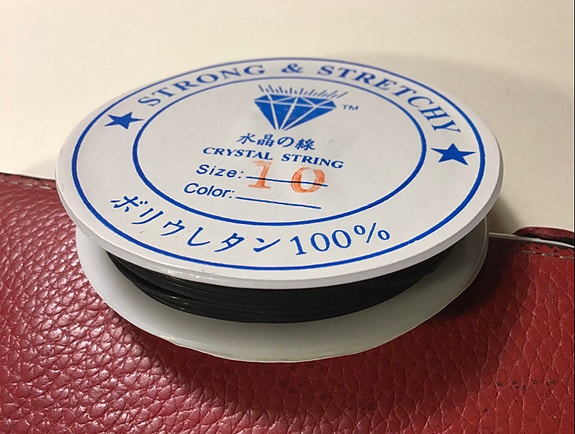 ★ STRONG & STRETCHY ★
TM
水晶の線
CRYSTAL STRING
Size: 10
Color:
ポリウレタン100%